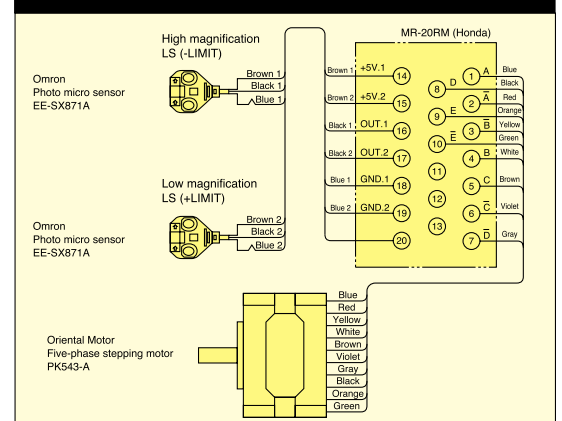 MR-20RM (Honda)
High magnification
LS (-LIMIT)
Omron
Photo micro sensor
EE-SX871A
Brown 1
Black 1
Blue 1
Low magnification
LS (+LIMIT)
Omron
Photo micro sensor
EE-SX871A
Brown 2
Black 2
Blue 2
Brown 1 +5V.1 14
Brown 2 +5V.2 15
Black 1 OUT.1 16
Black 2 OUT.2 17
Blue 1 GND.1 18
Blue 2 GND.2 19
20
8 D Black
9 E Orange
10 E̅ Green
11
12
13
1 A Blue
2 A̅ Red
3 B̅ Yellow
4 B White
5 C Brown
6 C̅ Violet
7 D̅ Gray
Oriental Motor
Five-phase stepping motor
PK543-A
Blue
Red
Yellow
White
Brown
Violet
Gray
Black
Orange
Green